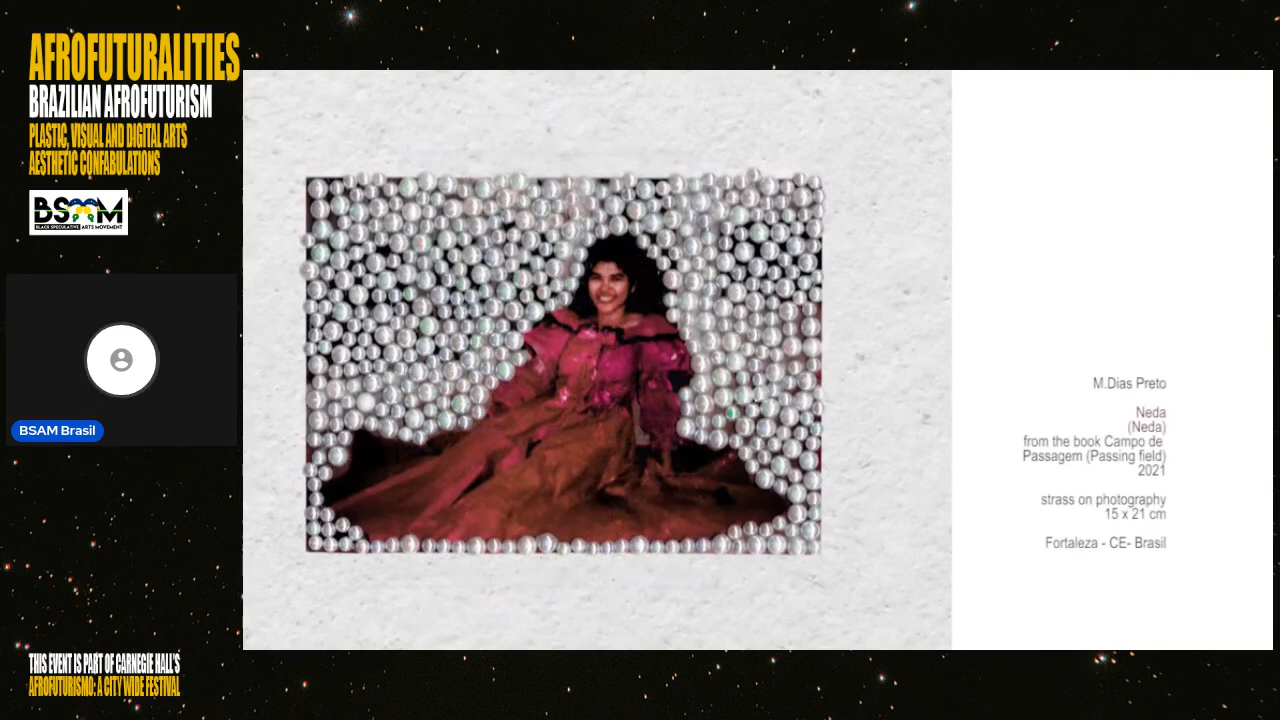 AFROFUTURALITIES
BRAZILIAN AFROFUTURISM
PLASTIC, VISUAL AND DIGITAL ARTS
AESTHETIC CONFABULATIONS
BSAM
BLACK SPECULATIVE ARTS MOVEMENT
BSAM Brasil
THIS EVENT IS PART OF CARNEGIE HALL'S
AFROFUTURISMO: A CITY WIDE FESTIVAL
M.Dias Preto
Neda
(Neda)
from the book Campo de
Passagem (Passing field)
2021
strass on photography
15 x 21 cm
Fortaleza - CE- Brasil